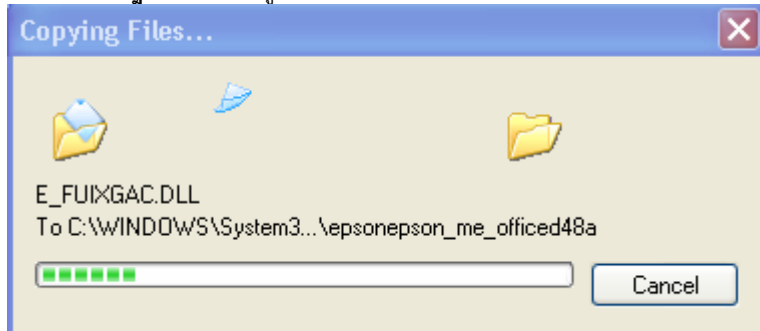 Copying Files...
E_FUIXGAC.DLL
To C:\WINDOWS\System3...\epsonepson_me_officed48a
Cancel